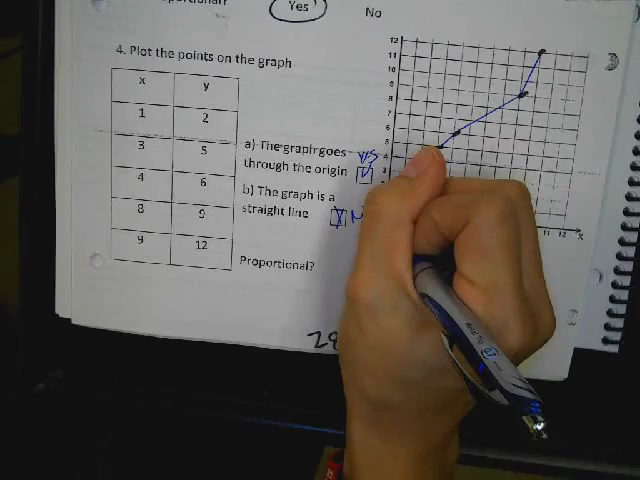 Yes
No
4. Plot the points on the graph
x y
1 2
3 5
4 6
8 9
9 12
a) The graph goes
through the origin
b) The graph is a
straight line
Proportional?
12
11
10
9
8
7
6
5
4
3
11 12 x